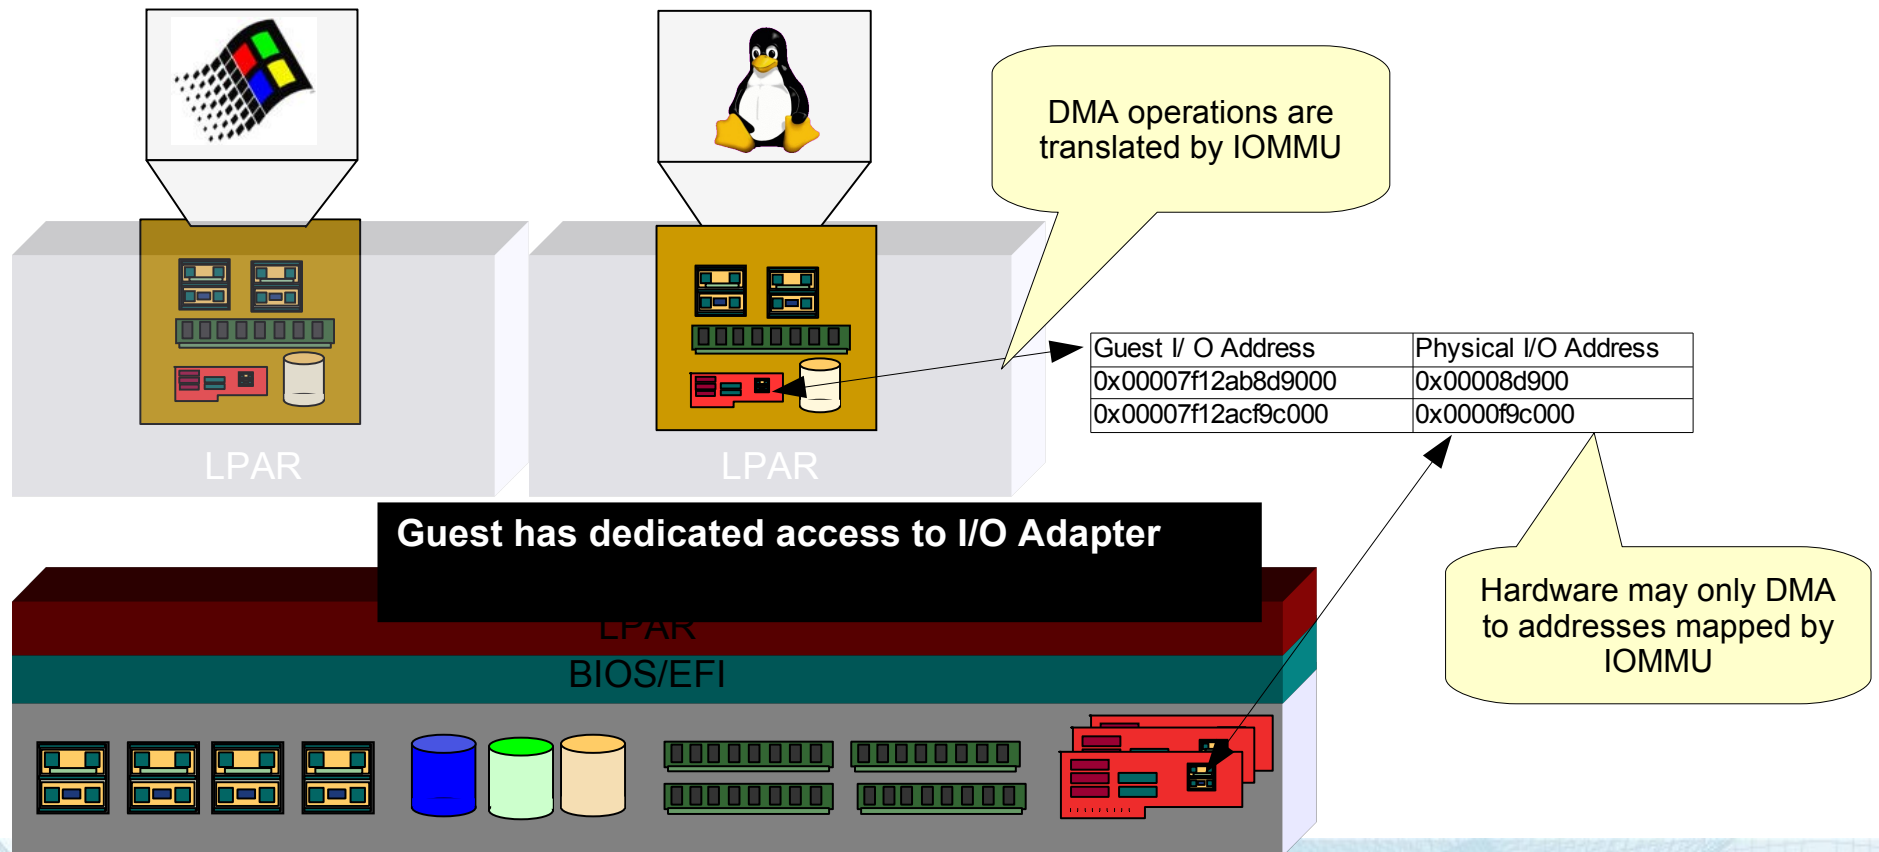 DMA operations are
translated by IOMMU
Guest I/ O Address Physical I/O Address
0x00007f12ab8d9000 0x00008d900
0x00007f12acf9c000 0x0000f9c000
LPAR LPAR
Guest has dedicated access to I/O Adapter
Hardware may only DMA
to addresses mapped by
IOMMU
LPAR
BIOS/EFI